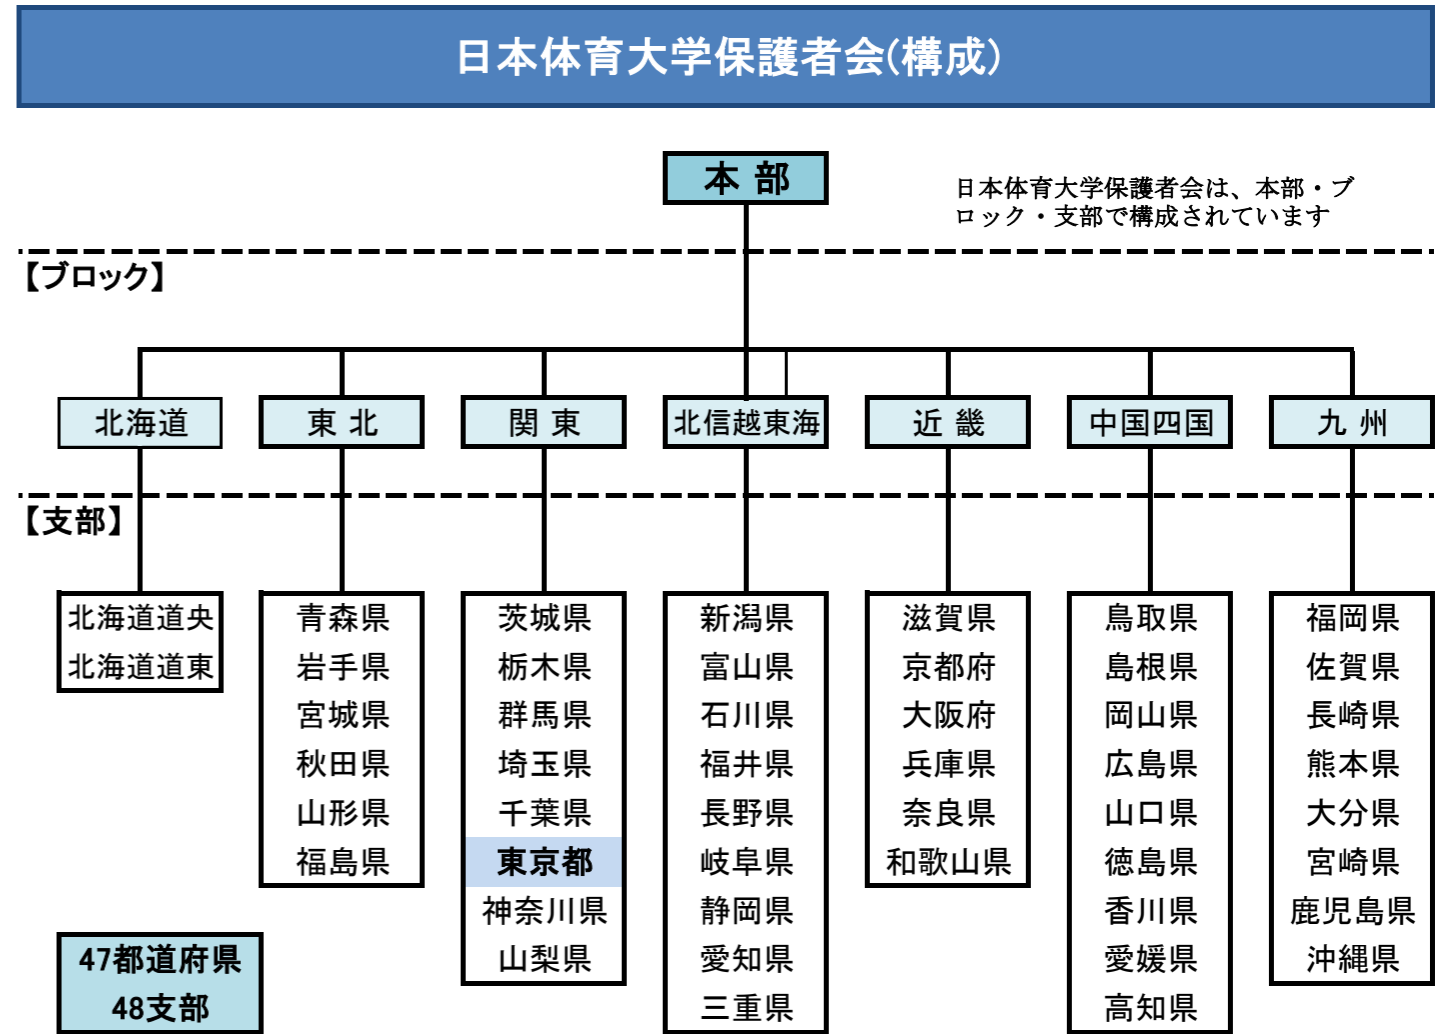 日本体育大学保護者会(構成)
本 部
日本体育大学保護者会は、本部・ブ
ロック・支部で構成されています
【ブロック】
北海道
東 北
関 東
北信越東海
近 畿
中国四国
九 州
【支部】
北海道道央
北海道道東
青森県
岩手県
宮城県
秋田県
山形県
福島県
茨城県
栃木県
群馬県
埼玉県
千葉県
東京都
神奈川県
山梨県
新潟県
富山県
石川県
福井県
長野県
岐阜県
静岡県
愛知県
三重県
滋賀県
京都府
大阪府
兵庫県
奈良県
和歌山県
鳥取県
島根県
岡山県
広島県
山口県
徳島県
香川県
愛媛県
高知県
福岡県
佐賀県
長崎県
熊本県
大分県
宮崎県
鹿児島県
沖縄県
47都道府県
48支部